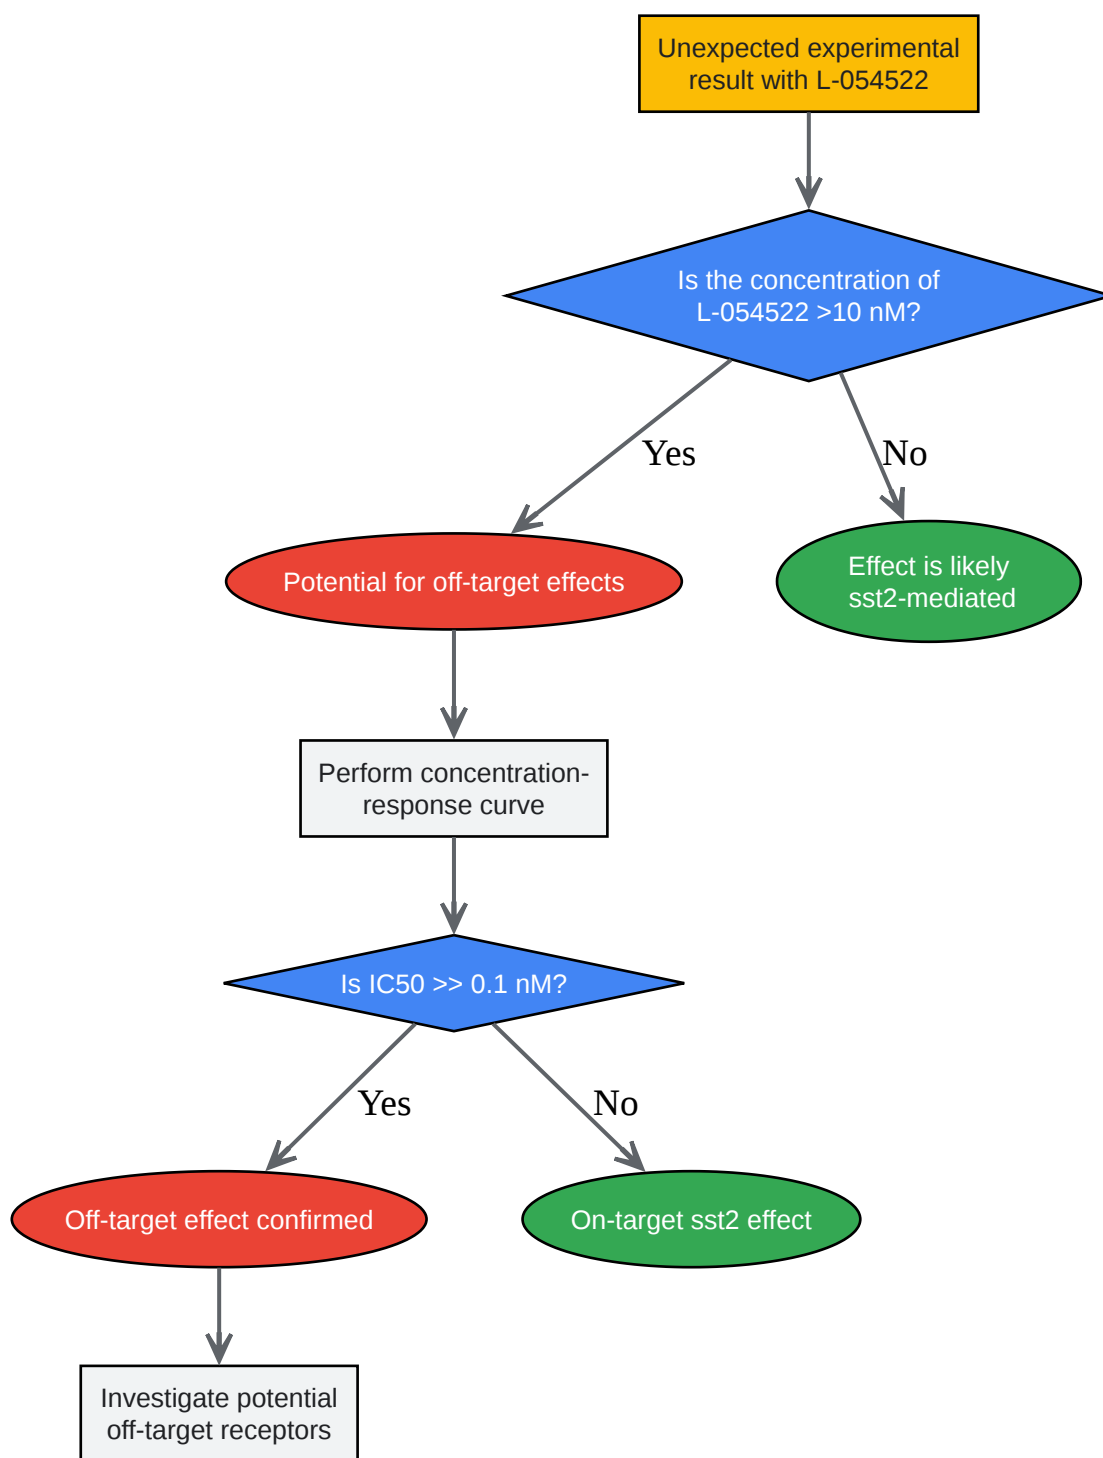 Unexpected experimental
result with L-054522
Is the concentration of
L-054522 >10 nM?
Yes
No
Potential for off-target effects
Effect is likely
sst2-mediated
Perform concentration-
response curve
Is IC50 >> 0.1 nM?
Yes
No
Off-target effect confirmed
On-target sst2 effect
Investigate potential
off-target receptors